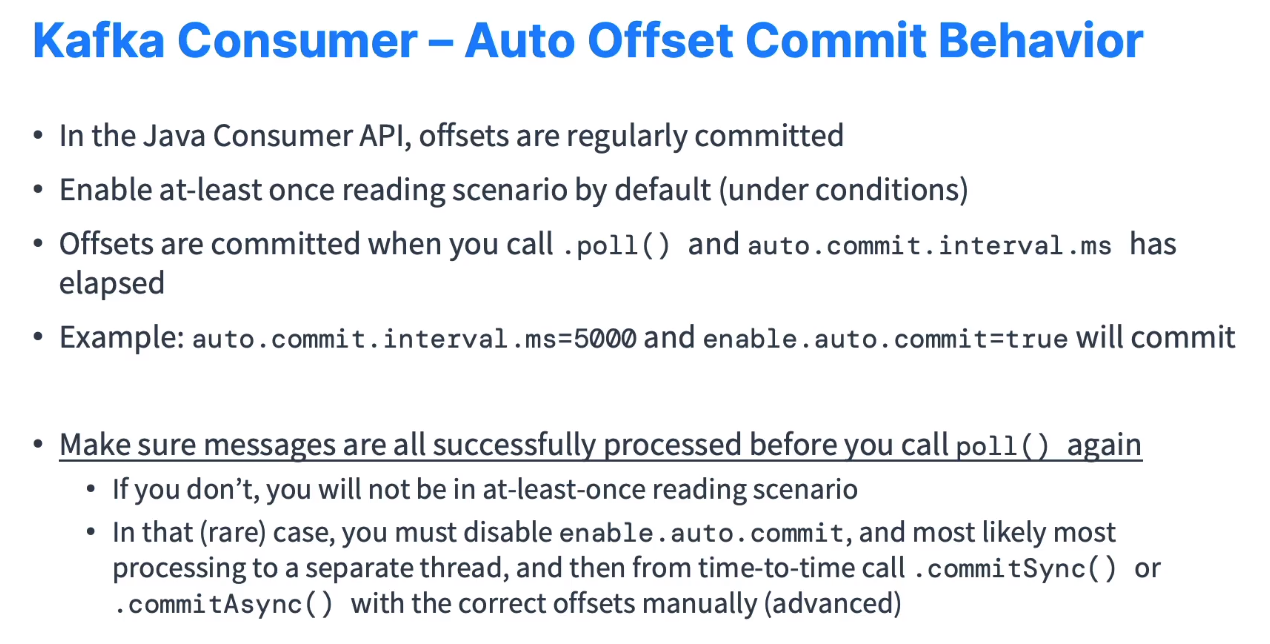 Kafka Consumer – Auto Offset Commit Behavior
• In the Java Consumer API, offsets are regularly committed
• Enable at-least once reading scenario by default (under conditions)
• Offsets are committed when you call .poll() and auto.commit.interval.ms has
elapsed
• Example: auto.commit.interval.ms=5000 and enable.auto.commit=true will commit
• Make sure messages are all successfully processed before you call poll() again
• If you don’t, you will not be in at-least-once reading scenario
• In that (rare) case, you must disable enable.auto.commit, and most likely most
processing to a separate thread, and then from time-to-time call .commitSync() or
.commitAsync() with the correct offsets manually (advanced)